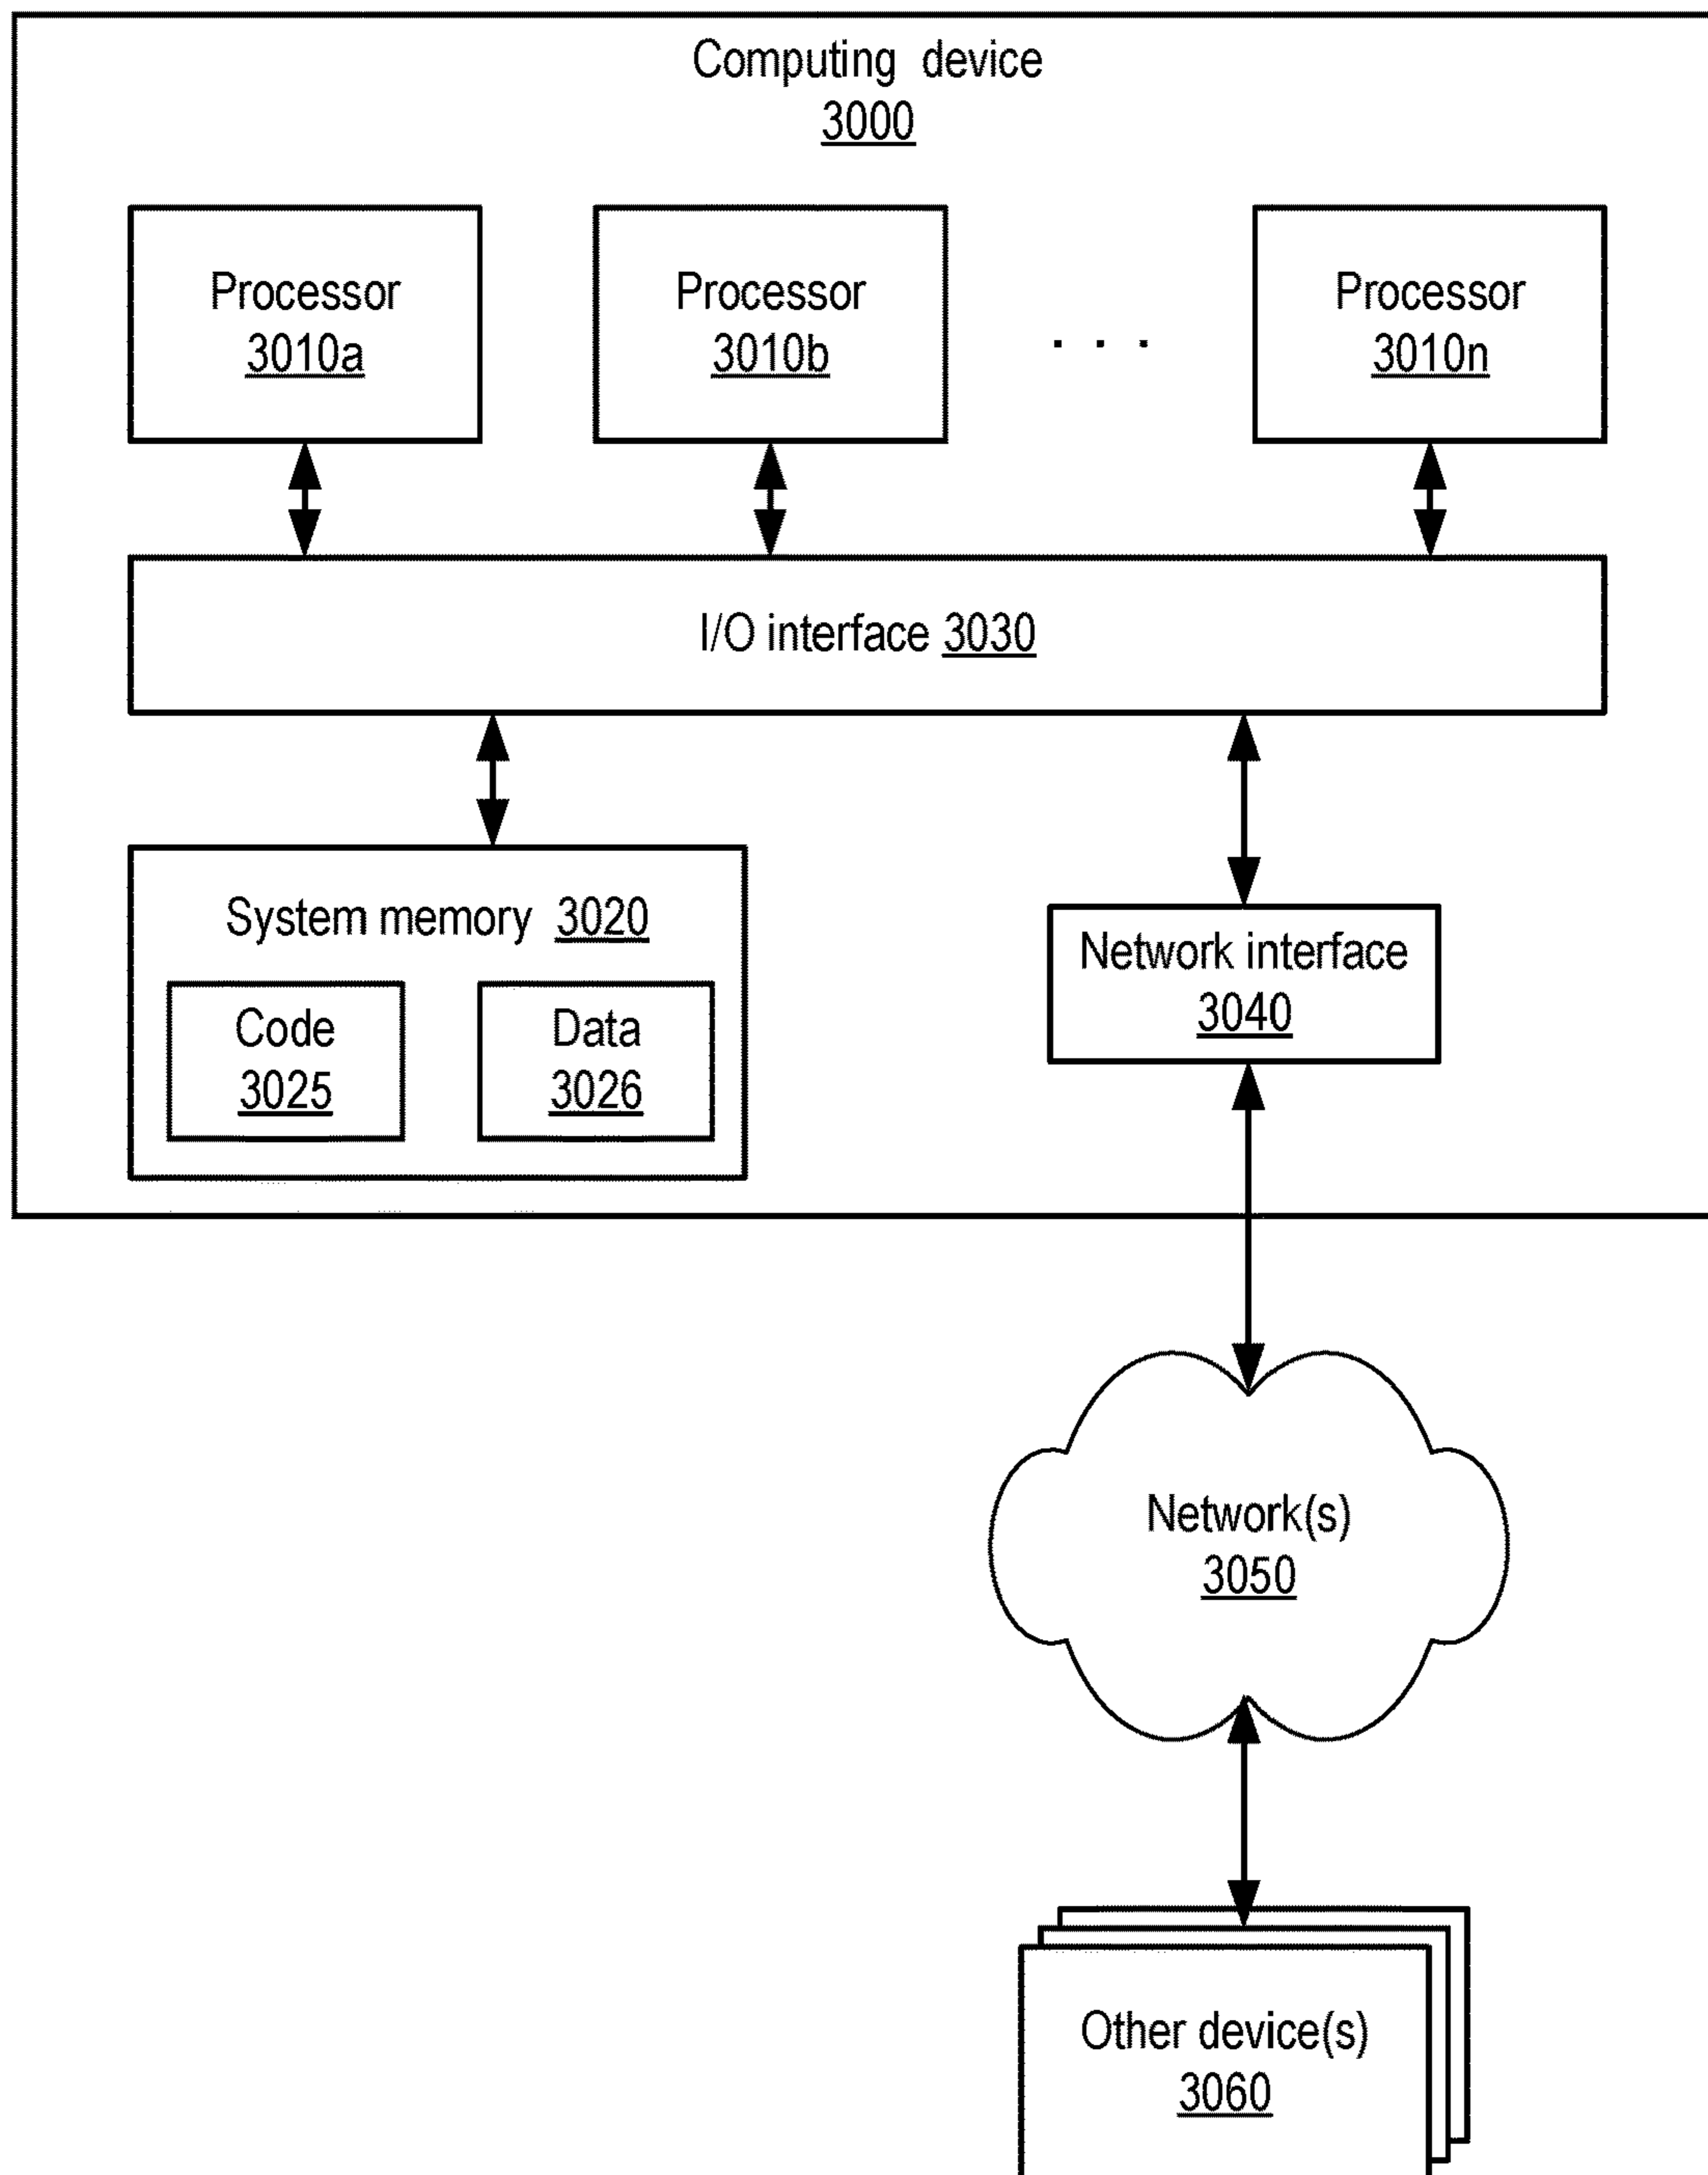 Computing device
3000
Processor
3010a
Processor
3010b
. . .
Processor
3010n
I/O interface 3030
System memory 3020
Code
3025
Data
3026
Network interface
3040
Network(s)
3050
Other device(s)
3060